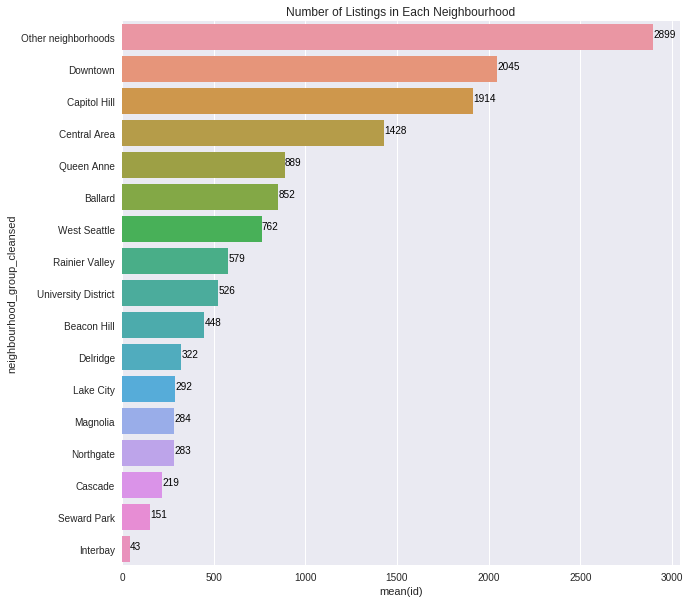 Number of Listings in Each Neighbourhood
Other neighborhoods 2899
Downtown 2045
Capitol Hill 1914
Central Area 1428
Queen Anne 889
Ballard 852
West Seattle 762
Rainier Valley 579
University District 526
Beacon Hill 448
Delridge 322
Lake City 292
Magnolia 284
Northgate 283
Cascade 219
Seward Park 151
Interbay 43
neighbourhood_group_cleansed
0 500 1000 1500 2000 2500 3000
mean(id)